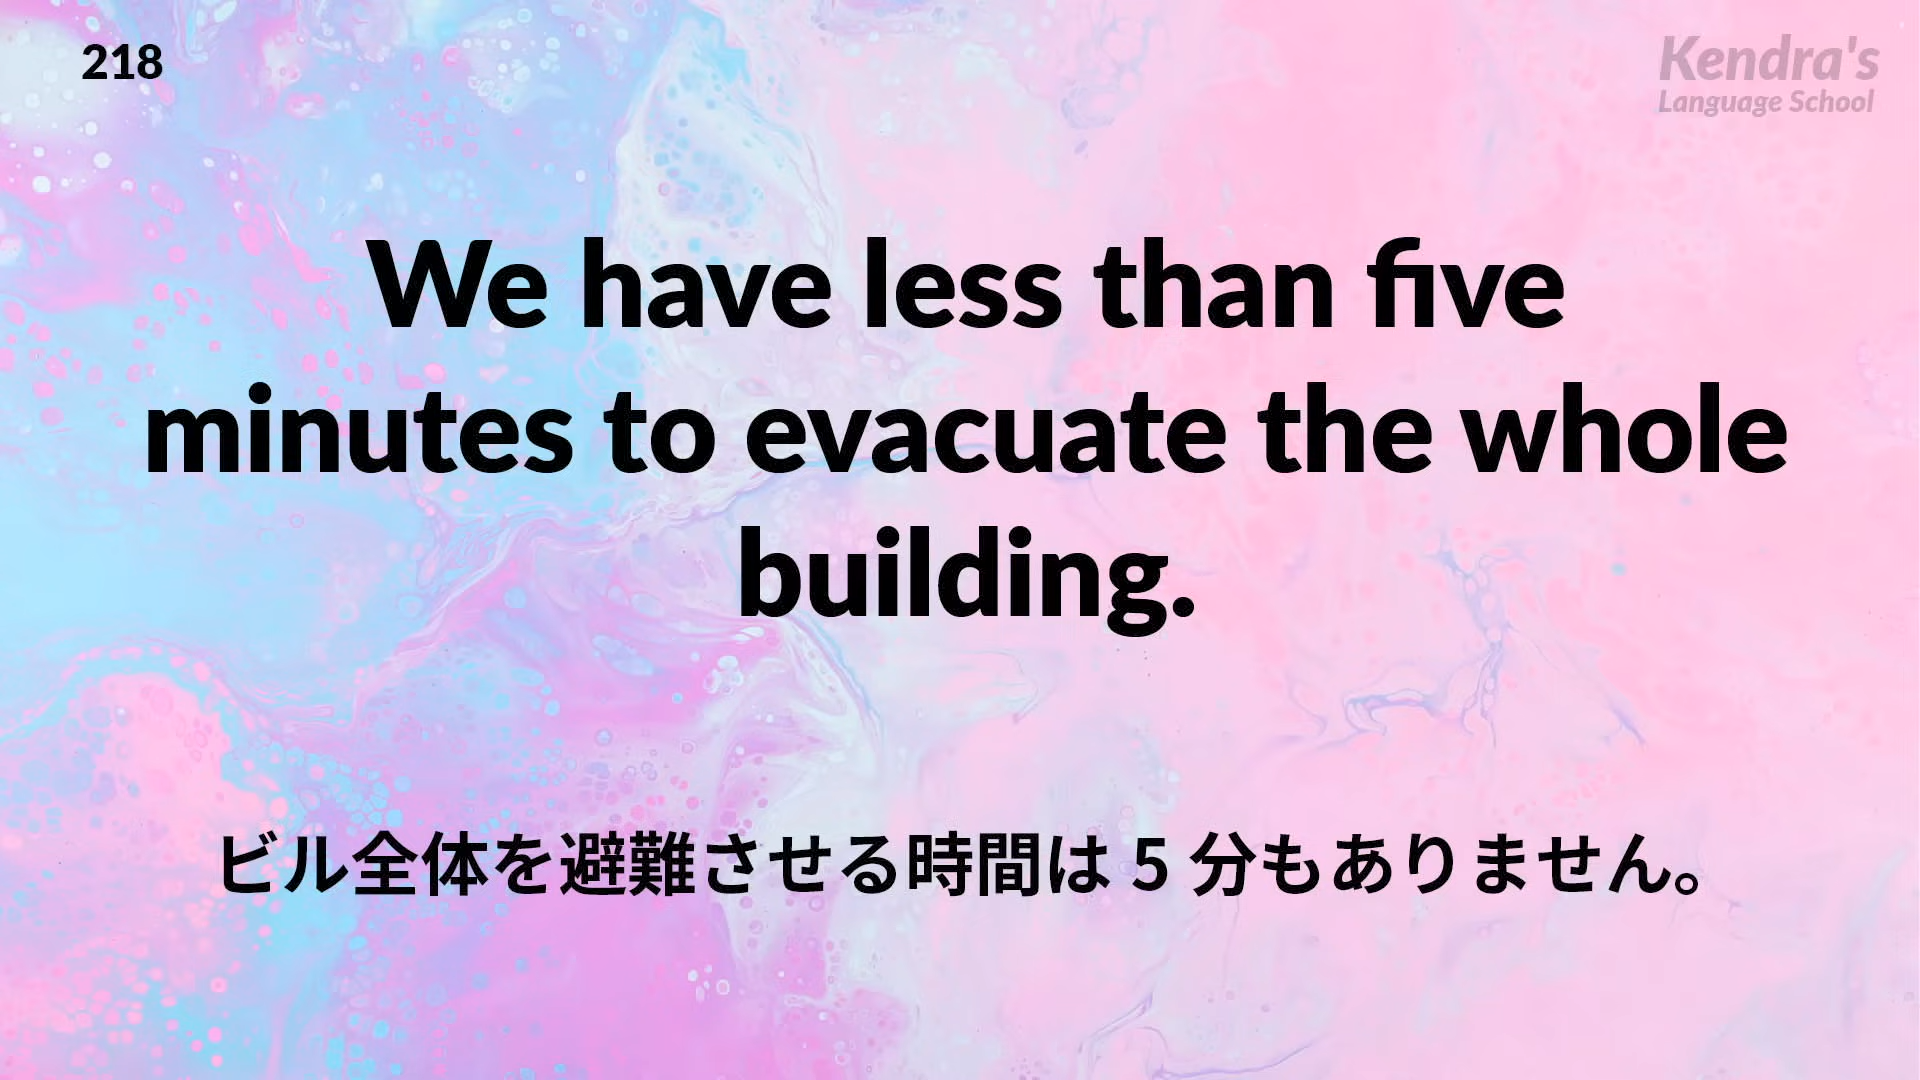 218
Kendra's
Language School
We have less than five
minutes to evacuate the whole
building.
ビル全体を避難させる時間は 5 分もありません。